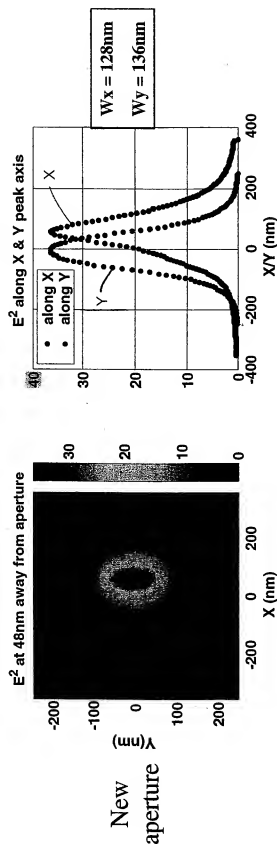 New
aperture
E² at 48nm away from aperture
Y(nm)
-200
-100
0
100
200
-200
0
200
X (nm)
30
20
10
0
E² along X & Y peak axis
40
30
20
10
0
• along X
• along Y
X
Y
-400
-200
0
200
400
X/Y (nm)
Wx = 128nm
Wy = 136nm